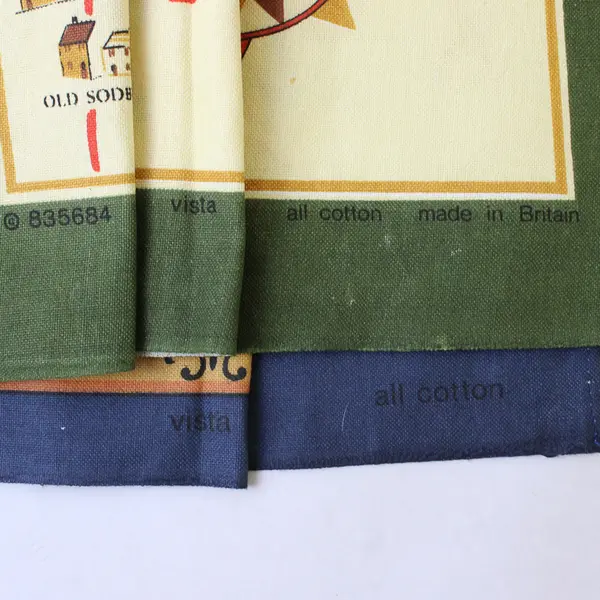 OLD SODB
© 835684 vista all cotton made in Britain
vista all cotton